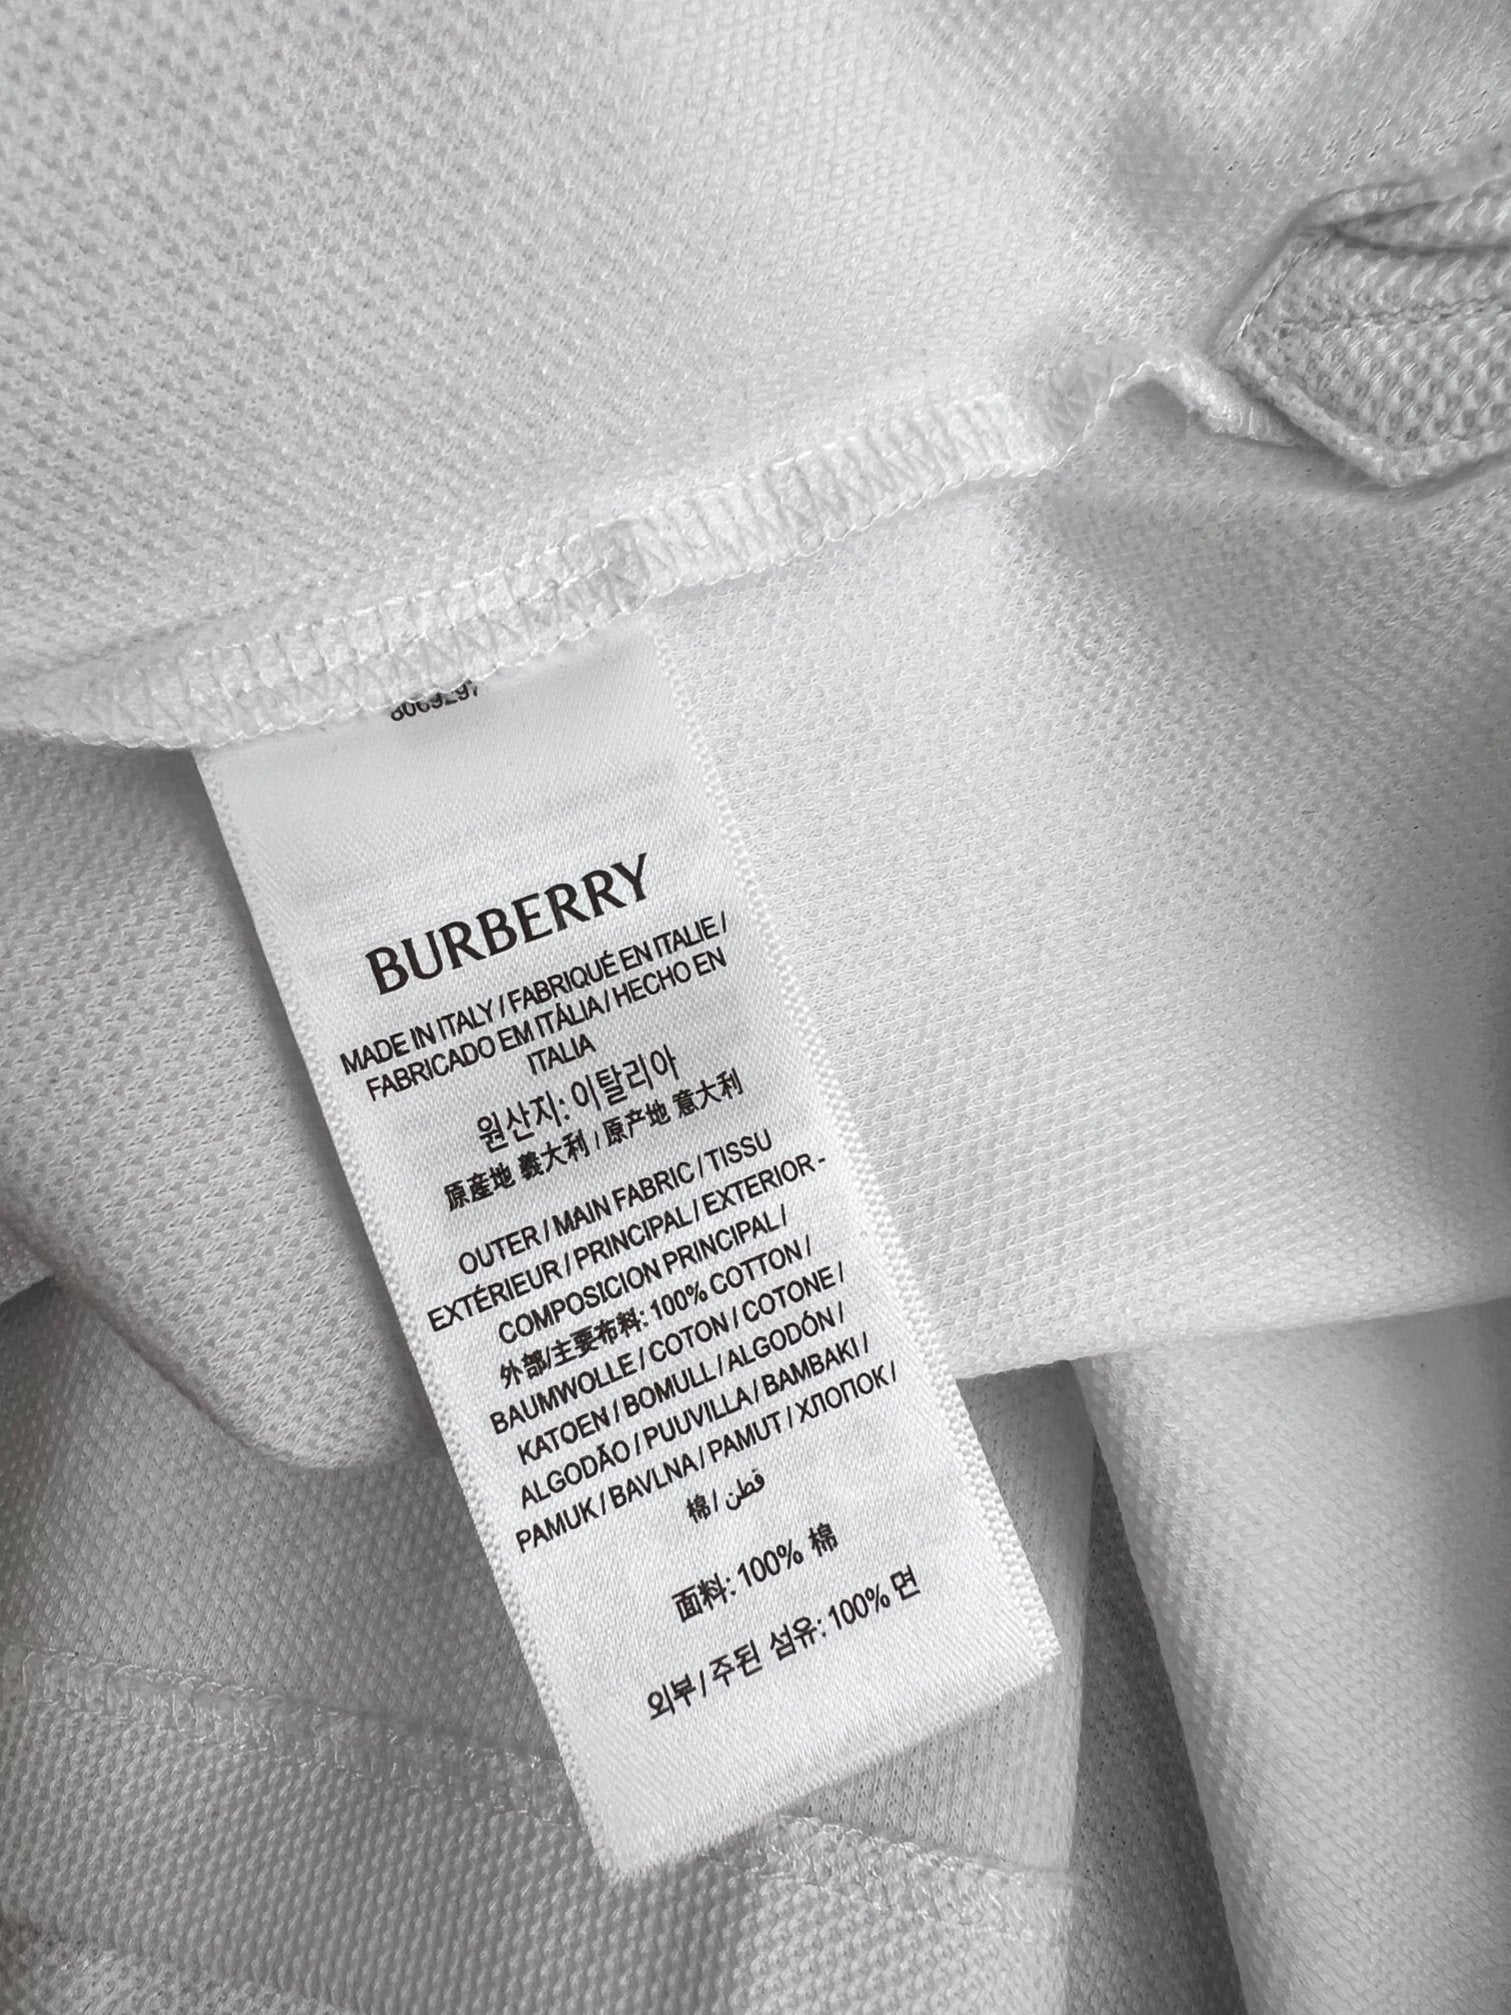 8069297
BURBERRY
MADE IN ITALY / FABRIQUÉ EN ITALIE /
FABRICADO EM ITÁLIA / HECHO EN
ITALIA
원산지: 이탈리아
原產地 義大利 / 原产地 意大利
OUTER / MAIN FABRIC / TISSU
EXTÉRIEUR / PRINCIPAL / EXTERIOR -
COMPOSICION PRINCIPAL /
外部/主要布料: 100% COTTON /
BAUMWOLLE / COTON / COTONE /
KATOEN / BOMULL / ALGODÓN /
ALGODÃO / PUUVILLA / BAMBAKI /
PAMUK / BAVLNA / PAMUT / ХЛОПОК /
棉 / قطن
面料: 100% 棉
외부 / 주된 섬유: 100% 면